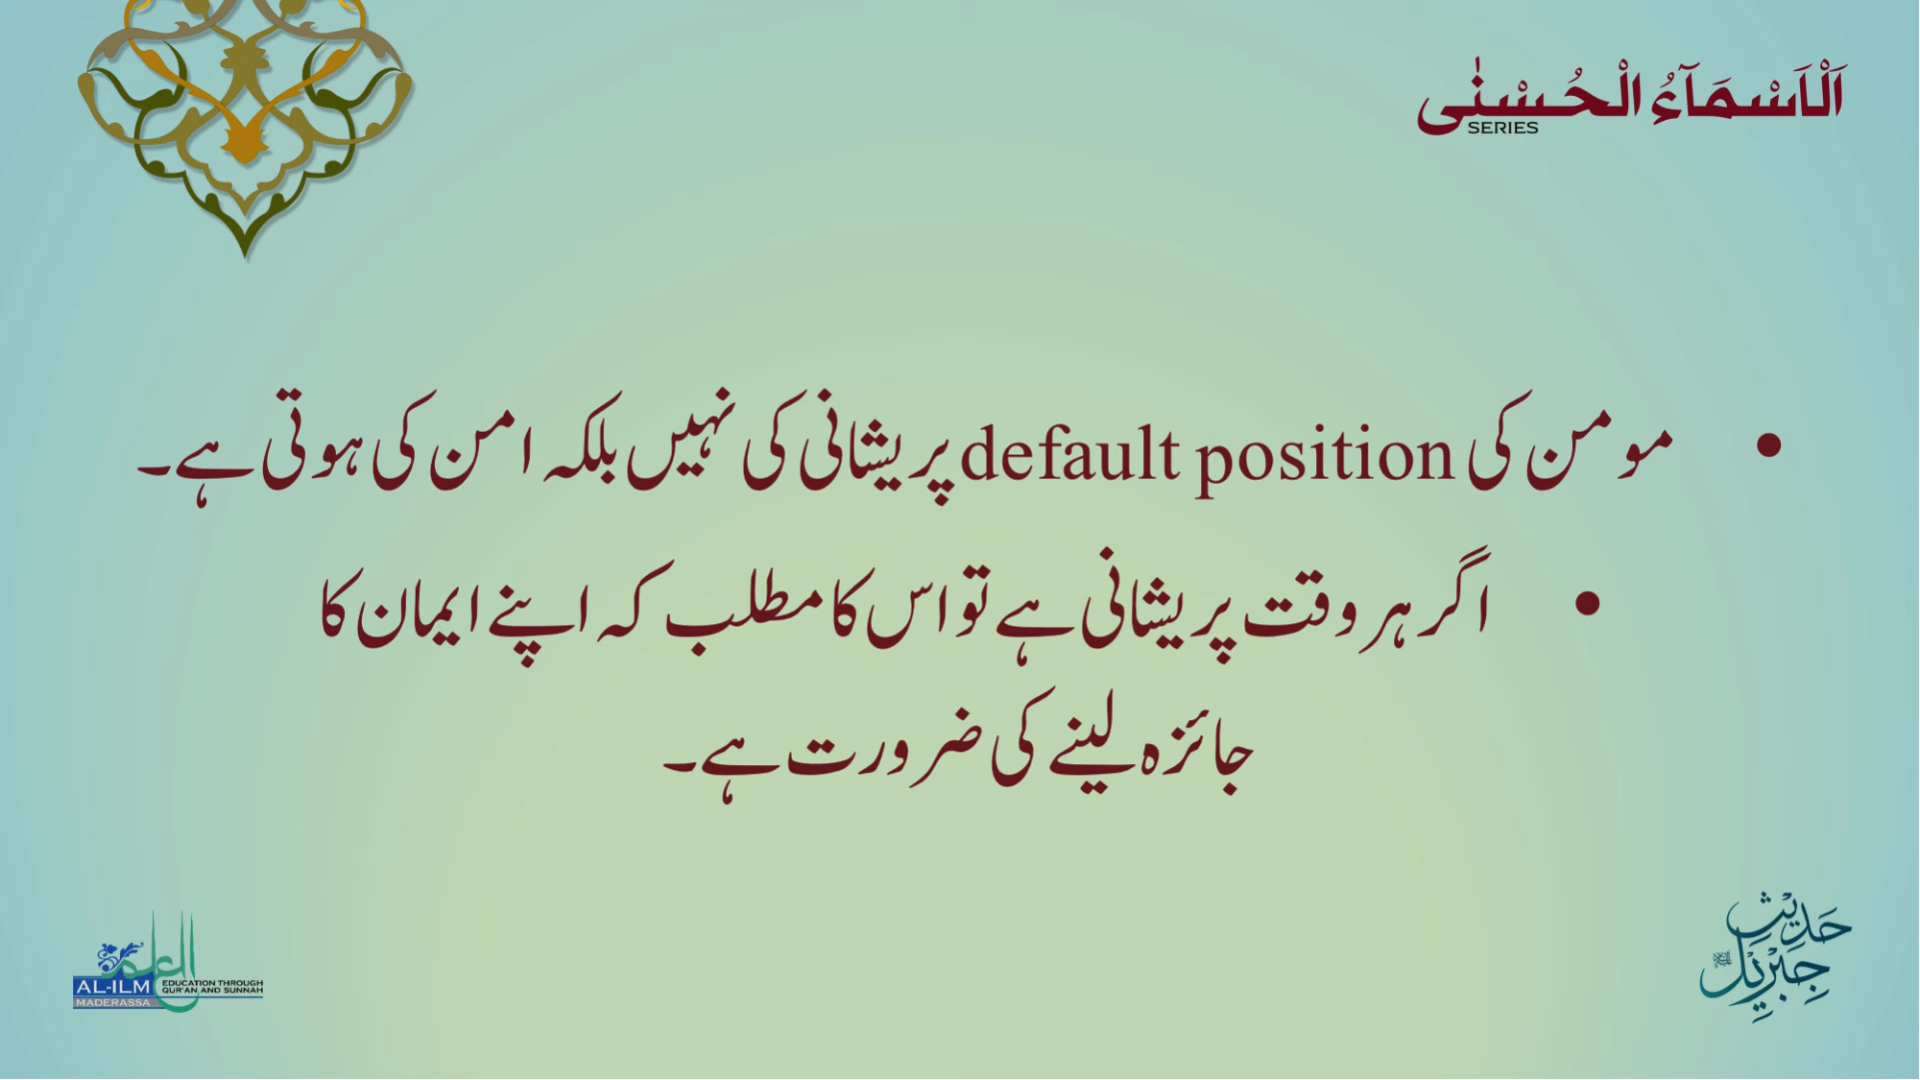 اَلْاَسْمَآءُ الْحُسْنٰى
SERIES
• مومن کی default position پریشانی کی نہیں بلکہ امن کی ہوتی ہے۔
• اگر ہر وقت پریشانی ہے تو اس کا مطلب کہ اپنے ایمان کا
جائزہ لینے کی ضرورت ہے۔
العلم
AL-ILM
MADERASSA
EDUCATION THROUGH
QUR'AN AND SUNNAH
حَدِيْثِ
جِبْرِيْل